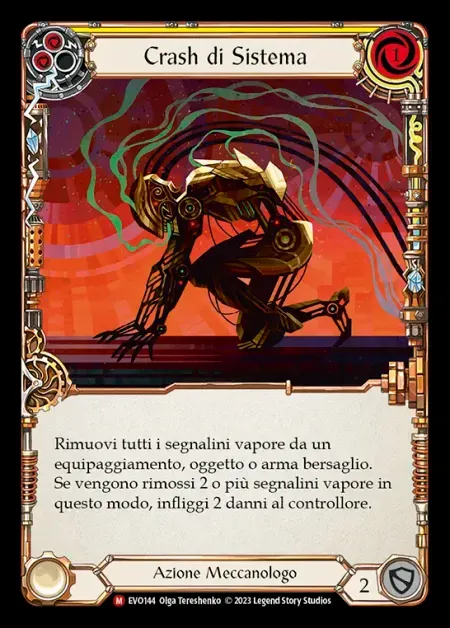 Crash di Sistema
1
Rimuovi tutti i segnalini vapore da un
equipaggiamento, oggetto o arma bersaglio.
Se vengono rimossi 2 o più segnalini vapore in
questo modo, infliggi 2 danni al controllore.
Azione Meccanologo
2
M EVO144 Olga Tereshenko © 2023 Legend Story Studios